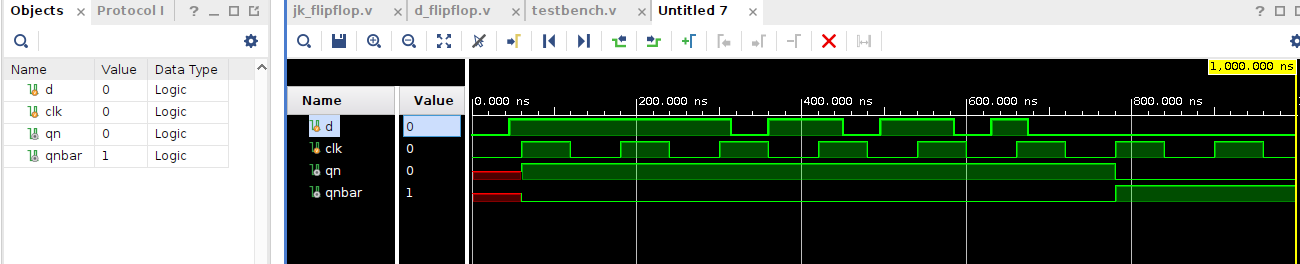 Objects
Protocol I
?
Name Value Data Type
d 0 Logic
clk 0 Logic
qn 0 Logic
qnbar 1 Logic
jk_flipflop.v
d_flipflop.v
testbench.v
Untitled 7
?
1,000.000 ns
Name Value
0.000 ns 200.000 ns 400.000 ns 600.000 ns 800.000 ns
d 0
clk 0
qn 0
qnbar 1